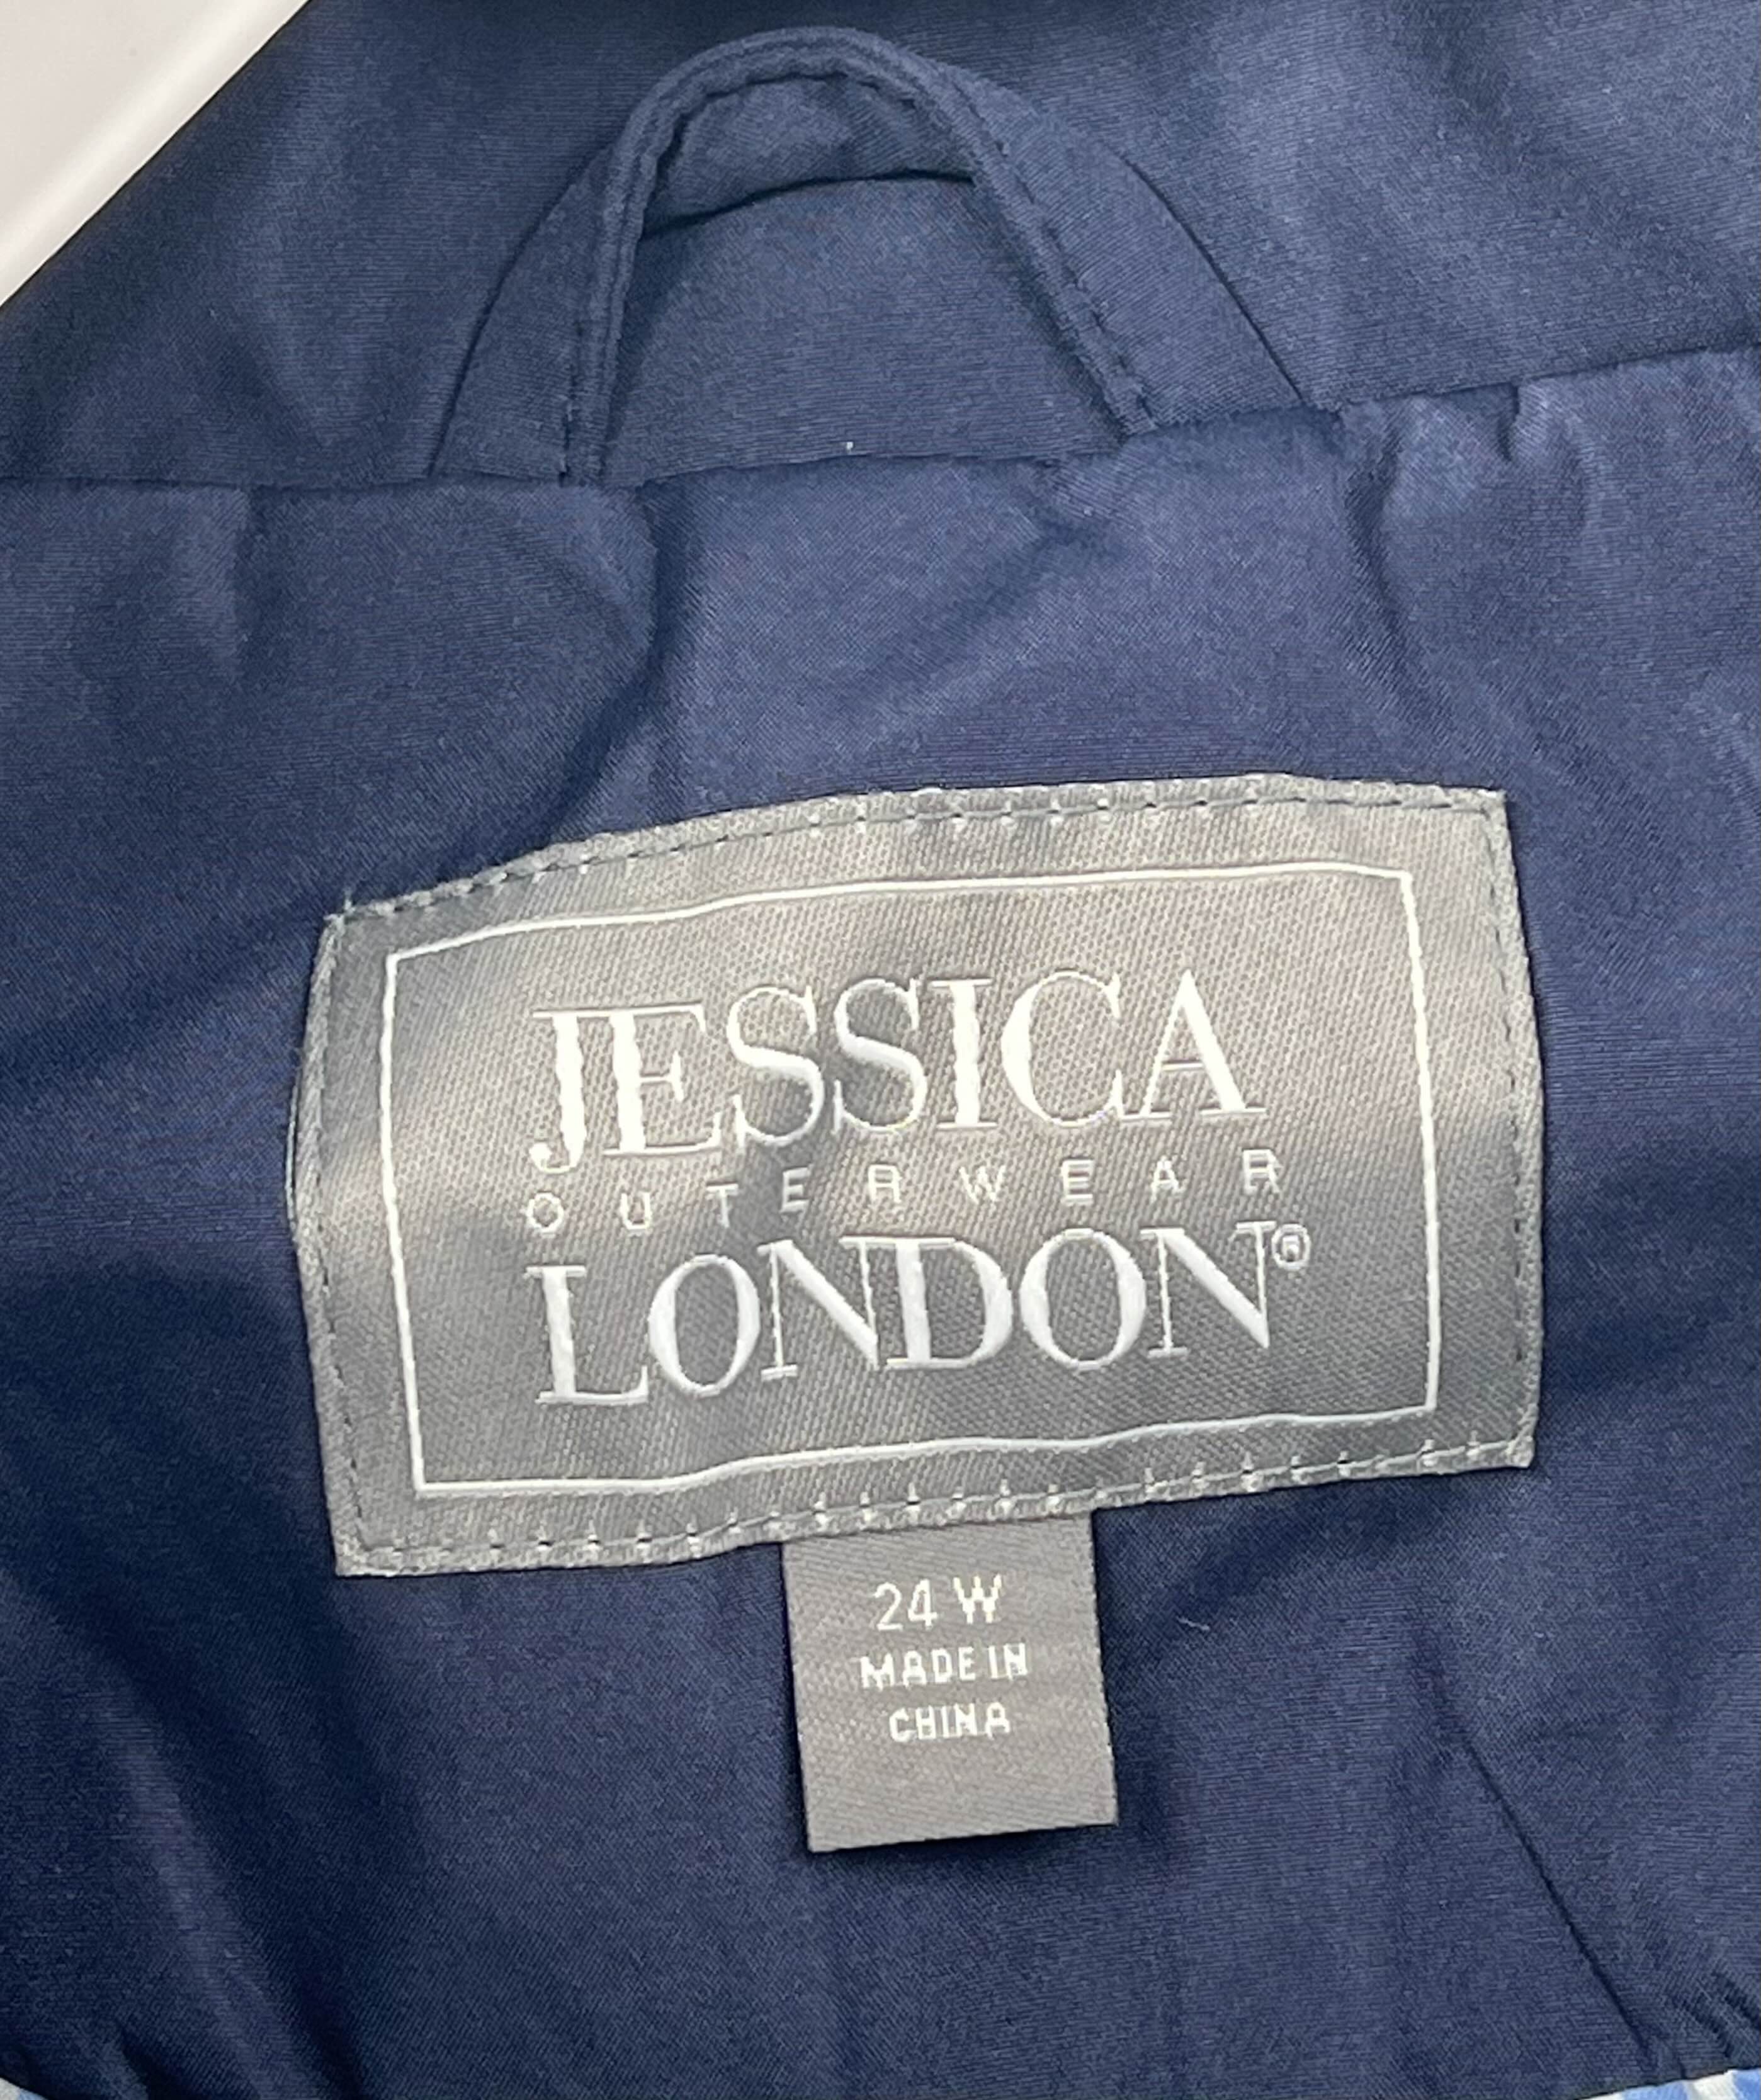 JESSICA
OUTERWEAR
LONDON®
24 W
MADE IN
CHINA